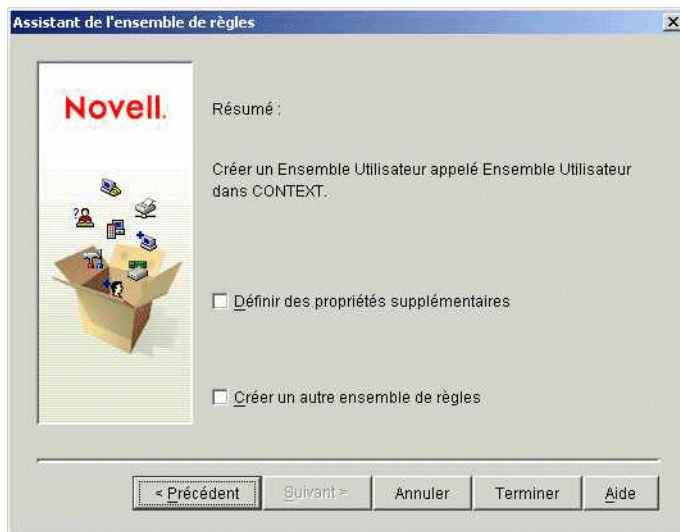 Assistant de l'ensemble de règles
Novell.
Résumé :
Créer un Ensemble Utilisateur appelé Ensemble Utilisateur
dans CONTEXT.
Définir des propriétés supplémentaires
Créer un autre ensemble de règles
< Précédent
Suivant >
Annuler
Terminer
Aide